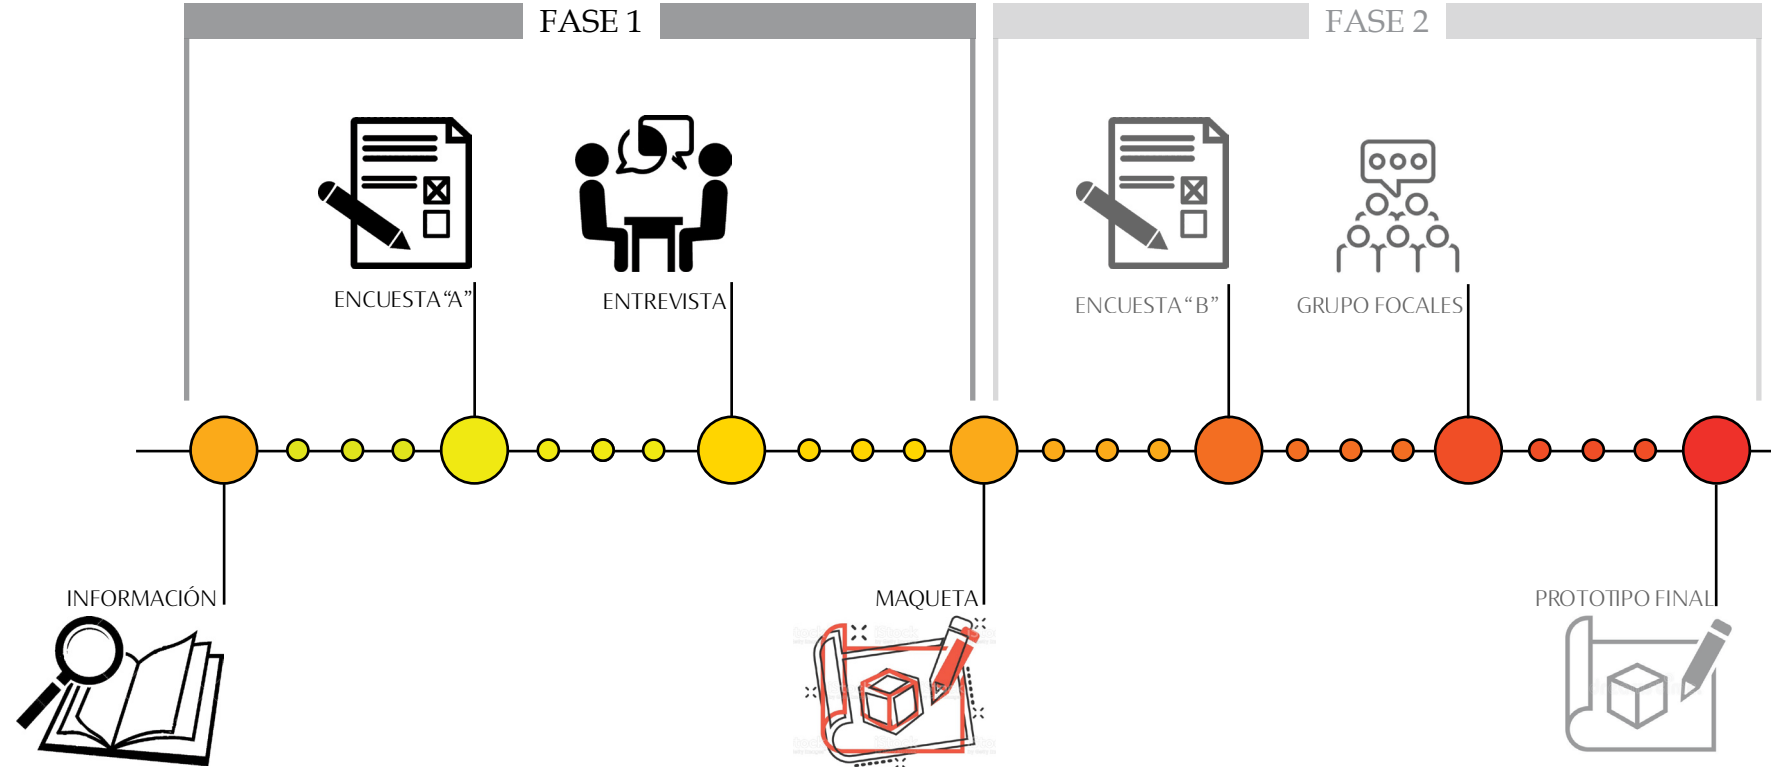 FASE 1
FASE 2
ENCUESTA “A”
ENTREVISTA
ENCUESTA “B”
GRUPO FOCALES
INFORMACIÓN
MAQUETA
PROTOTIPO FINAL